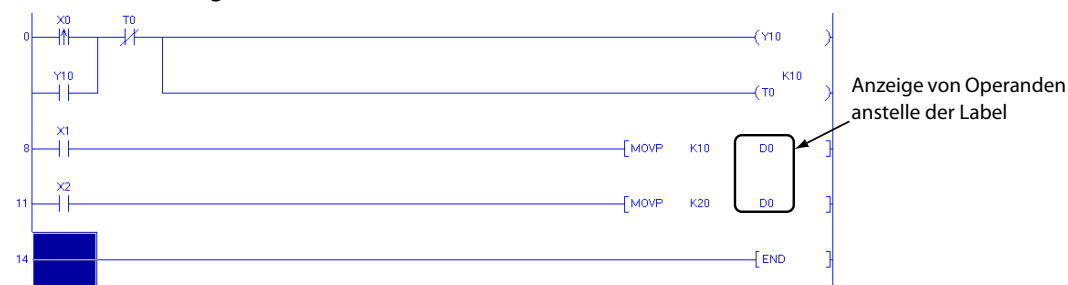 X0 T0
0 Y10
Y10 K10
T0
X1
8 MOVP K10 D0
X2
11 MOVP K20 D0
14 END
Anzeige von Operanden
anstelle der Label